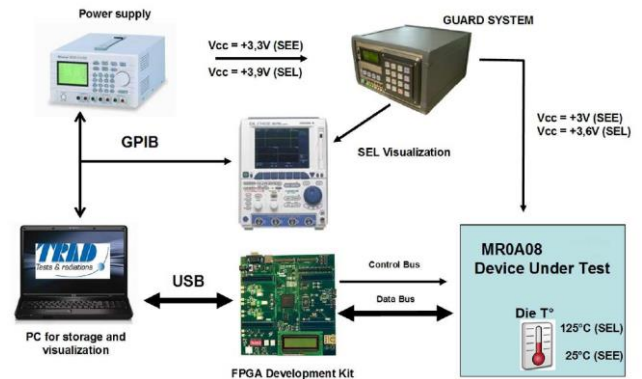 Power supply
GUARD SYSTEM
Vcc = +3,3V (SEE)
Vcc = +3,9V (SEL)
Vcc = +3V (SEE)
Vcc = +3,6V (SEL)
GPIB
SEL Visualization
TRAD
Tests & radiations
USB
Control Bus
Data Bus
MR0A08
Device Under Test
Die T°
125°C (SEL)
25°C (SEE)
PC for storage and
visualization
FPGA Development Kit